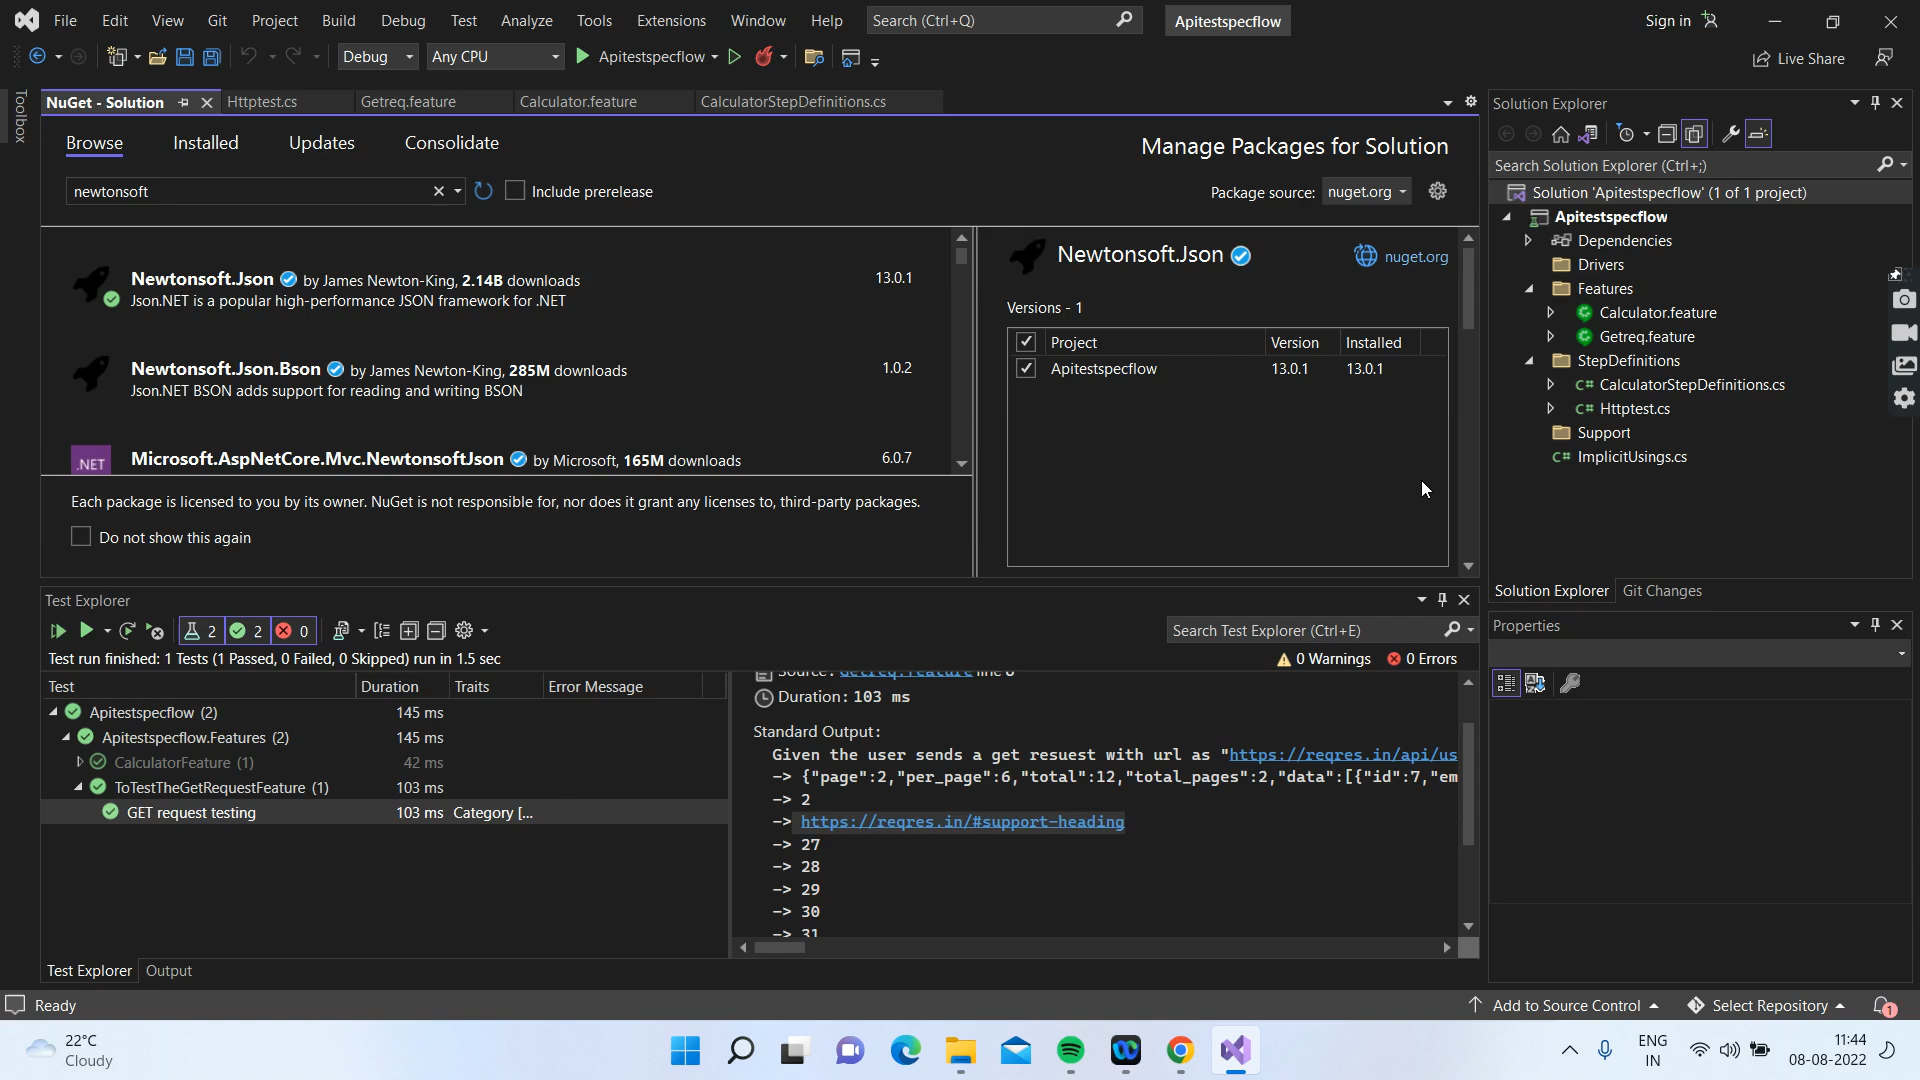 File Edit View Git Project Build Debug Test Analyze Tools Extensions Window Help Search (Ctrl+Q) Apitestspecflow Sign in
Debug Any CPU Apitestspecflow Live Share
Toolbox
NuGet - Solution Httptest.cs Getreq.feature Calculator.feature CalculatorStepDefinitions.cs
Browse Installed Updates Consolidate Manage Packages for Solution
newtonsoft Include prerelease Package source: nuget.org
Newtonsoft.Json by James Newton-King, 2.14B downloads 13.0.1
Json.NET is a popular high-performance JSON framework for .NET
Newtonsoft.Json.Bson by James Newton-King, 285M downloads 1.0.2
Json.NET BSON adds support for reading and writing BSON
.NET Microsoft.AspNetCore.Mvc.NewtonsoftJson by Microsoft, 165M downloads 6.0.7
Each package is licensed to you by its owner. NuGet is not responsible for, nor does it grant any licenses to, third-party packages.
Do not show this again
Newtonsoft.Json nuget.org
Versions - 1
Project Version Installed
Apitestspecflow 13.0.1 13.0.1
Solution Explorer
Search Solution Explorer (Ctrl+;)
Solution 'Apitestspecflow' (1 of 1 project)
Apitestspecflow
Dependencies
Drivers
Features
Calculator.feature
Getreq.feature
StepDefinitions
C# CalculatorStepDefinitions.cs
C# Httptest.cs
Support
C# ImplicitUsings.cs
Solution Explorer Git Changes
Properties
Test Explorer
2 2 0 Search Test Explorer (Ctrl+E)
Test run finished: 1 Tests (1 Passed, 0 Failed, 0 Skipped) run in 1.5 sec 0 Warnings 0 Errors
Test Duration Traits Error Message
Apitestspecflow (2) 145 ms
Apitestspecflow.Features (2) 145 ms
CalculatorFeature (1) 42 ms
ToTestTheGetRequestFeature (1) 103 ms
GET request testing 103 ms Category [...
Source: Getreq.feature line 8
Duration: 103 ms
Standard Output:
Given the user sends a get resuest with url as "https://reqres.in/api/us
-> {"page":2,"per_page":6,"total":12,"total_pages":2,"data":[{"id":7,"em
-> 2
-> https://reqres.in/#support-heading
-> 27
-> 28
-> 29
-> 30
-> 31
Test Explorer Output
Ready Add to Source Control Select Repository 1
22°C
Cloudy
ENG
IN
11:44
08-08-2022